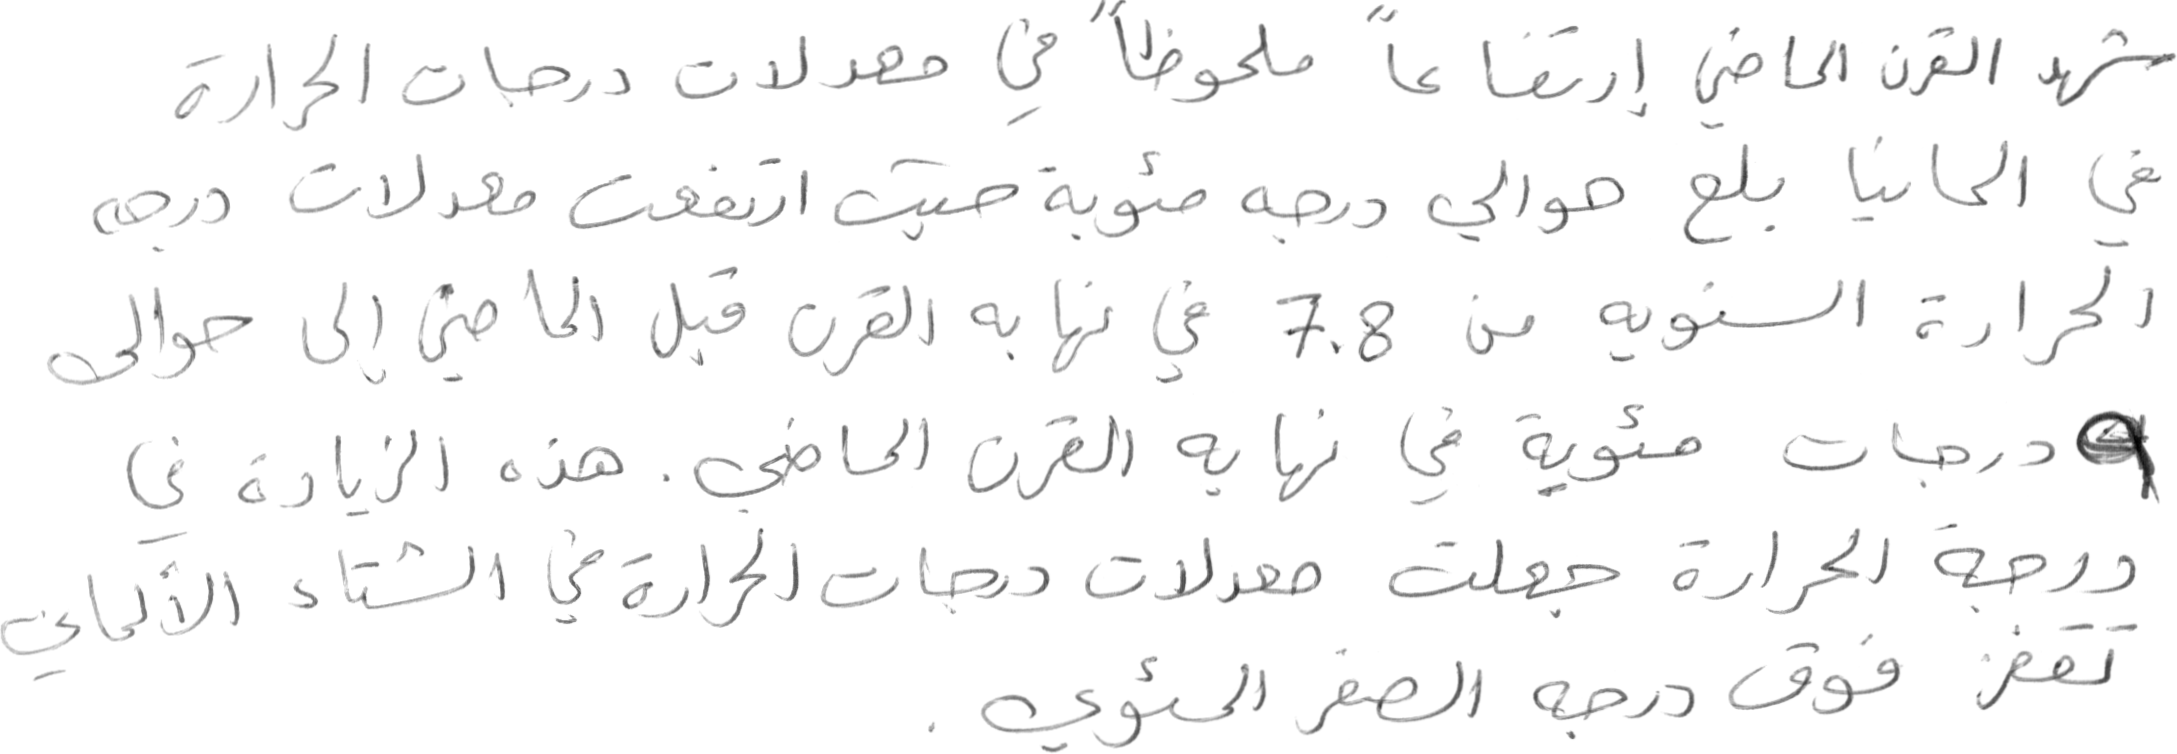 شهد القرن الماضي إرتفاعاً ملحوظاً في معدلات درجات الحرارة
في المانيا بلغ حوالي درجه مئوية حيث ارتفعت معدلات درجه
الحرارة السنويه من 7.8 في نهايه القرن قبل الماضي إلى حوالى
9 درجات مئوية في نهايه القرن الماضي. هذه الزيادة في
درجة الحرارة جعلت معدلات درجات الحرارة في الشتاء الألماني
تقفز فوق درجه الصفر المئوي.